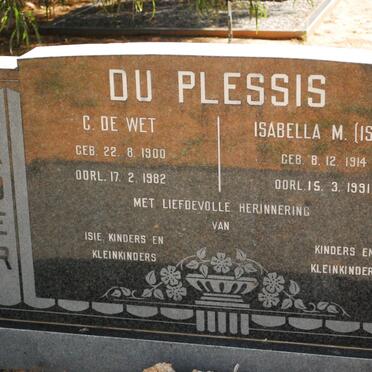 DU PLESSIS
C. DE WET
GEB. 22. 8. 1900
OORL. 17. 2. 1982
ISABELLA M. (IS
GEB. 8. 12. 1914
OORL. 15. 3. 1991
MET LIEFDEVOLLE HERINNERING
VAN
ISIE, KINDERS EN
KLEINKINDERS
KINDERS EN
KLEINKINDER